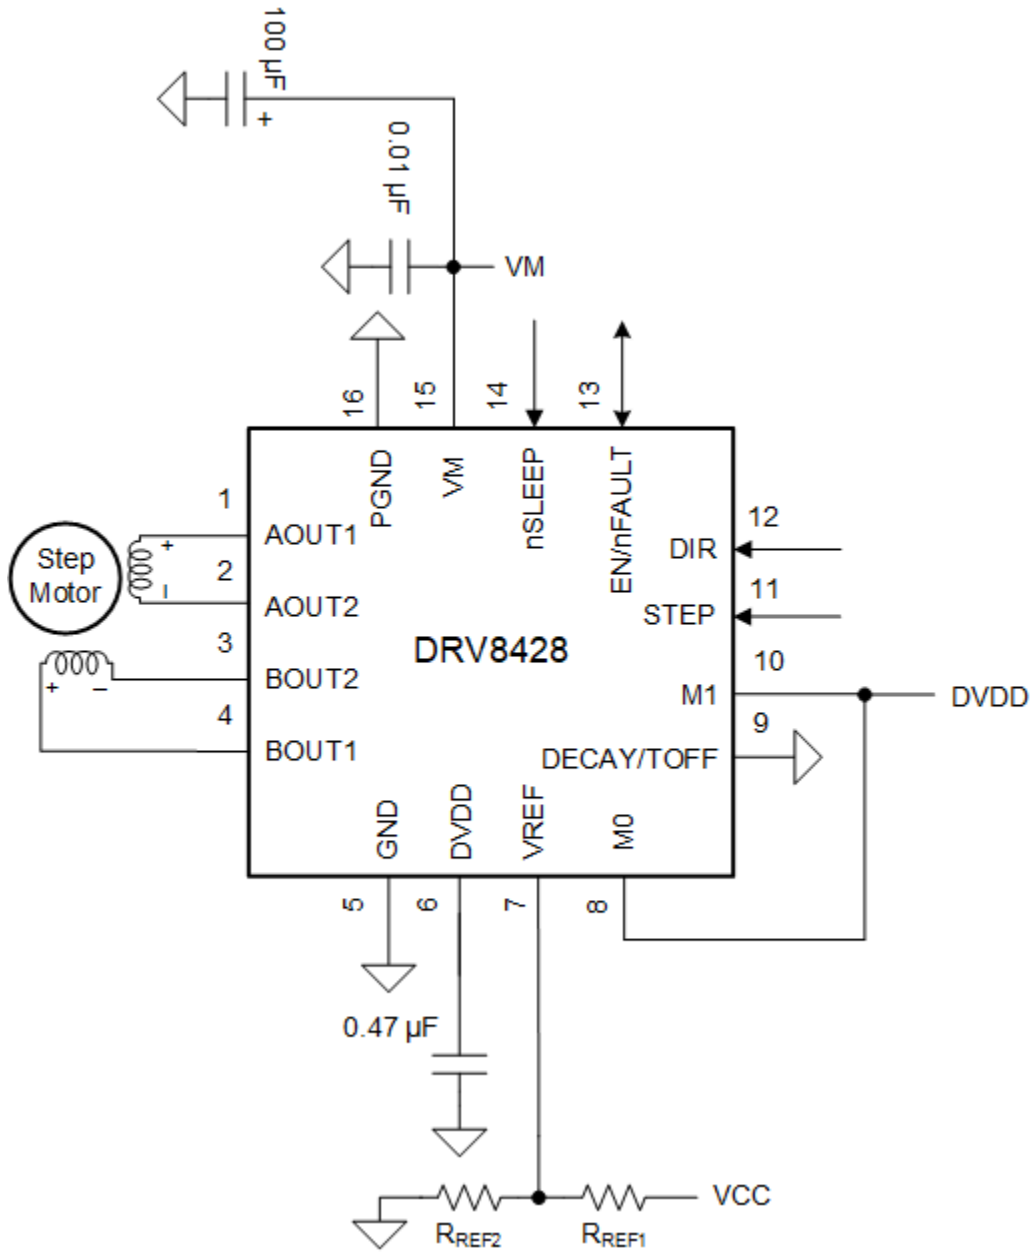 100 µF
+
0.01 µF
VM
16
15
14
13
PGND
VM
nSLEEP
EN/nFAULT
1
AOUT1
2
AOUT2
3
BOUT2
4
BOUT1
Step
Motor
+
–
+
–
DRV8428
12
DIR
11
STEP
10
M1
DVDD
9
DECAY/TOFF
GND
DVDD
VREF
M0
5
6
7
8
0.47 µF
VCC
RREF2
RREF1